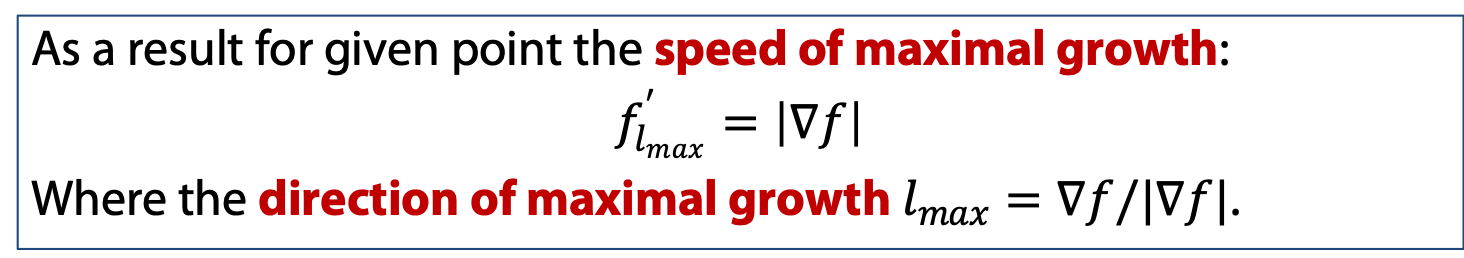 As a result for given point the speed of maximal growth:
f'_{l_{max}} = |∇f|
Where the direction of maximal growth l_{max} = ∇f/|∇f|.